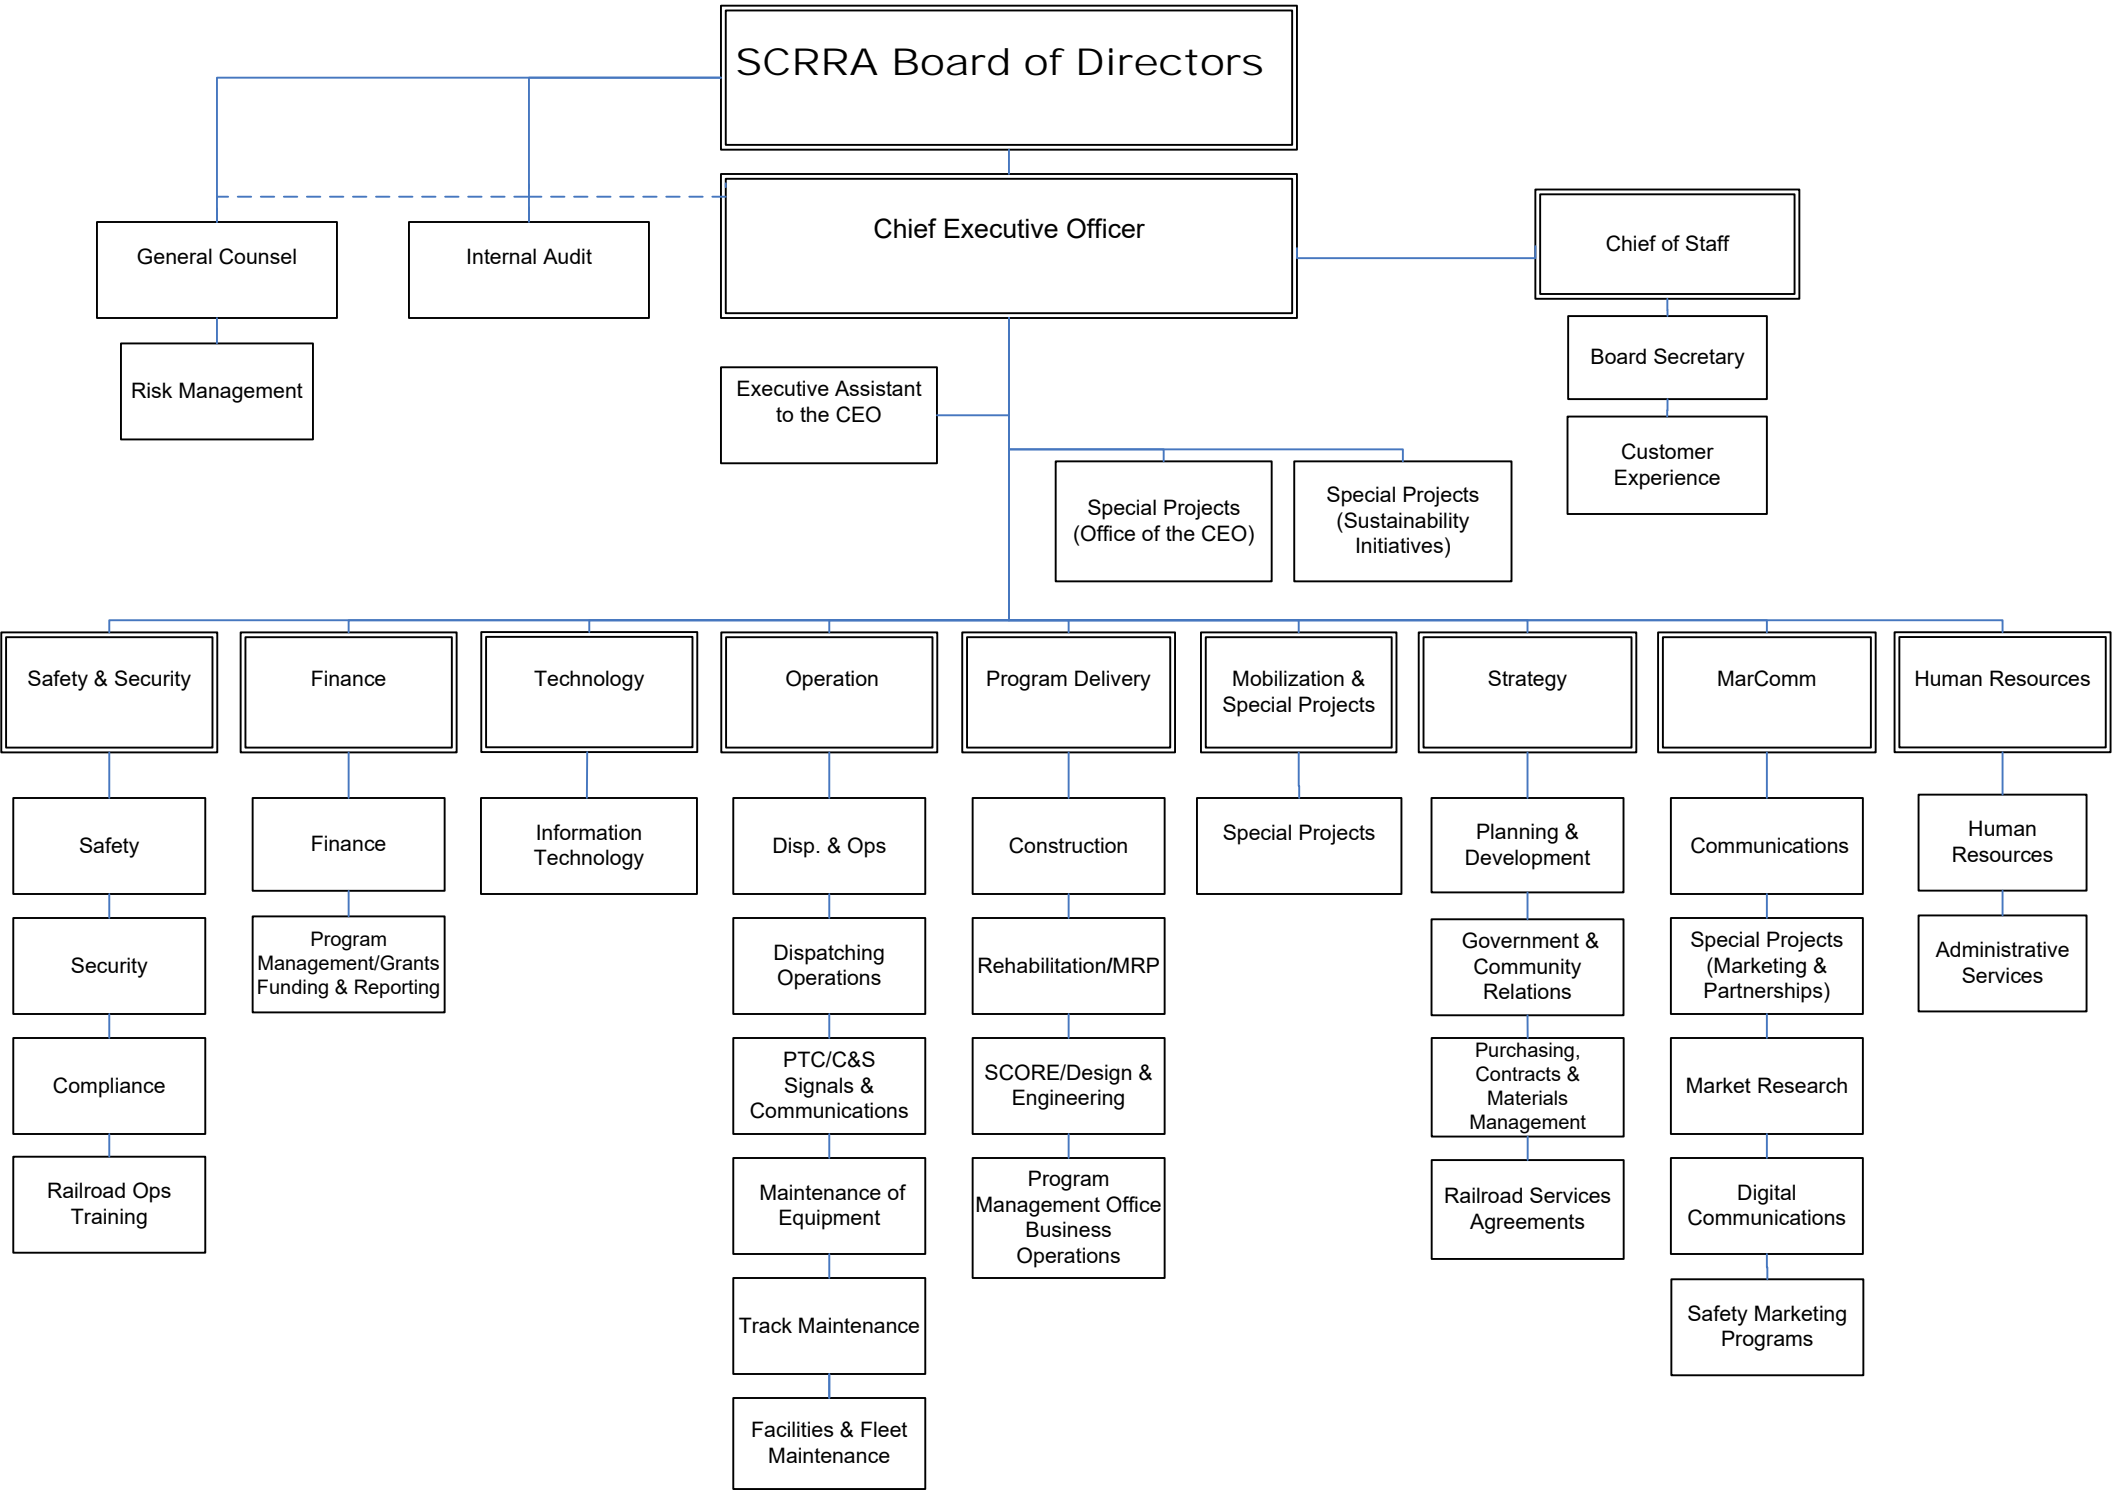 SCRRA Board of Directors
Chief Executive Officer
Chief of Staff
General Counsel
Internal Audit
Board Secretary
Risk Management
Executive Assistant
to the CEO
Customer
Experience
Special Projects
(Office of the CEO)
Special Projects
(Sustainability
Initiatives)
Safety & Security
Finance
Technology
Operation
Program Delivery
Mobilization &
Special Projects
Strategy
MarComm
Human Resources
Safety
Security
Compliance
Railroad Ops
Training
Finance
Program
Management/Grants
Funding & Reporting
Information
Technology
Disp. & Ops
Dispatching
Operations
PTC/C&S
Signals &
Communications
Maintenance of
Equipment
Track Maintenance
Facilities & Fleet
Maintenance
Construction
Rehabilitation/MRP
SCORE/Design &
Engineering
Program
Management Office
Business
Operations
Special Projects
Planning &
Development
Government &
Community
Relations
Purchasing,
Contracts &
Materials
Management
Railroad Services
Agreements
Communications
Special Projects
(Marketing &
Partnerships)
Market Research
Digital
Communications
Safety Marketing
Programs
Human
Resources
Administrative
Services